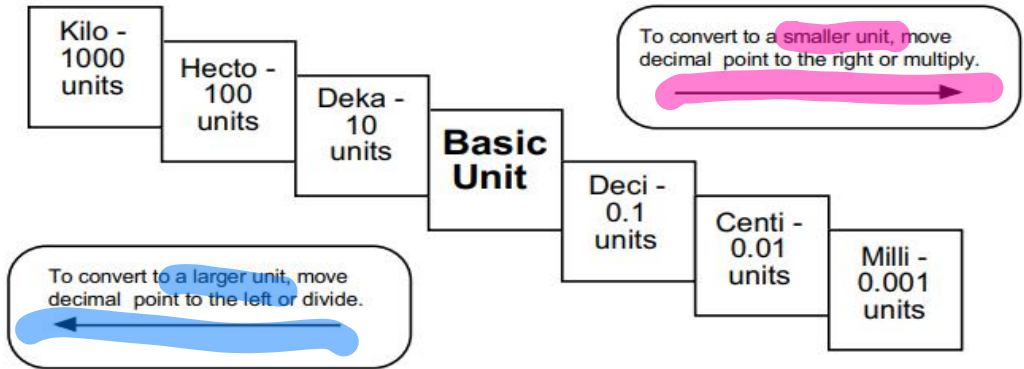 Kilo -
1000
units
Hecto -
100
units
Deka -
10
units
Basic
Unit
Deci -
0.1
units
Centi -
0.01
units
Milli -
0.001
units
To convert to a smaller unit, move
decimal point to the right or multiply.
To convert to a larger unit, move
decimal point to the left or divide.